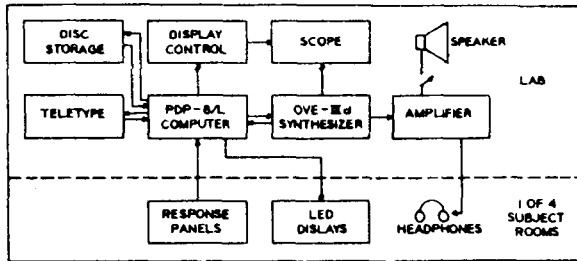 DISC
STORAGE
DISPLAY
CONTROL
SCOPE
SPEAKER
LAB
TELETYPE
PDP-8/L
COMPUTER
OVE-IIId
SYNTHESIZER
AMPLIFIER
RESPONSE
PANELS
LED
DISPLAYS
HEADPHONES
1 OF 4
SUBJECT
ROOMS